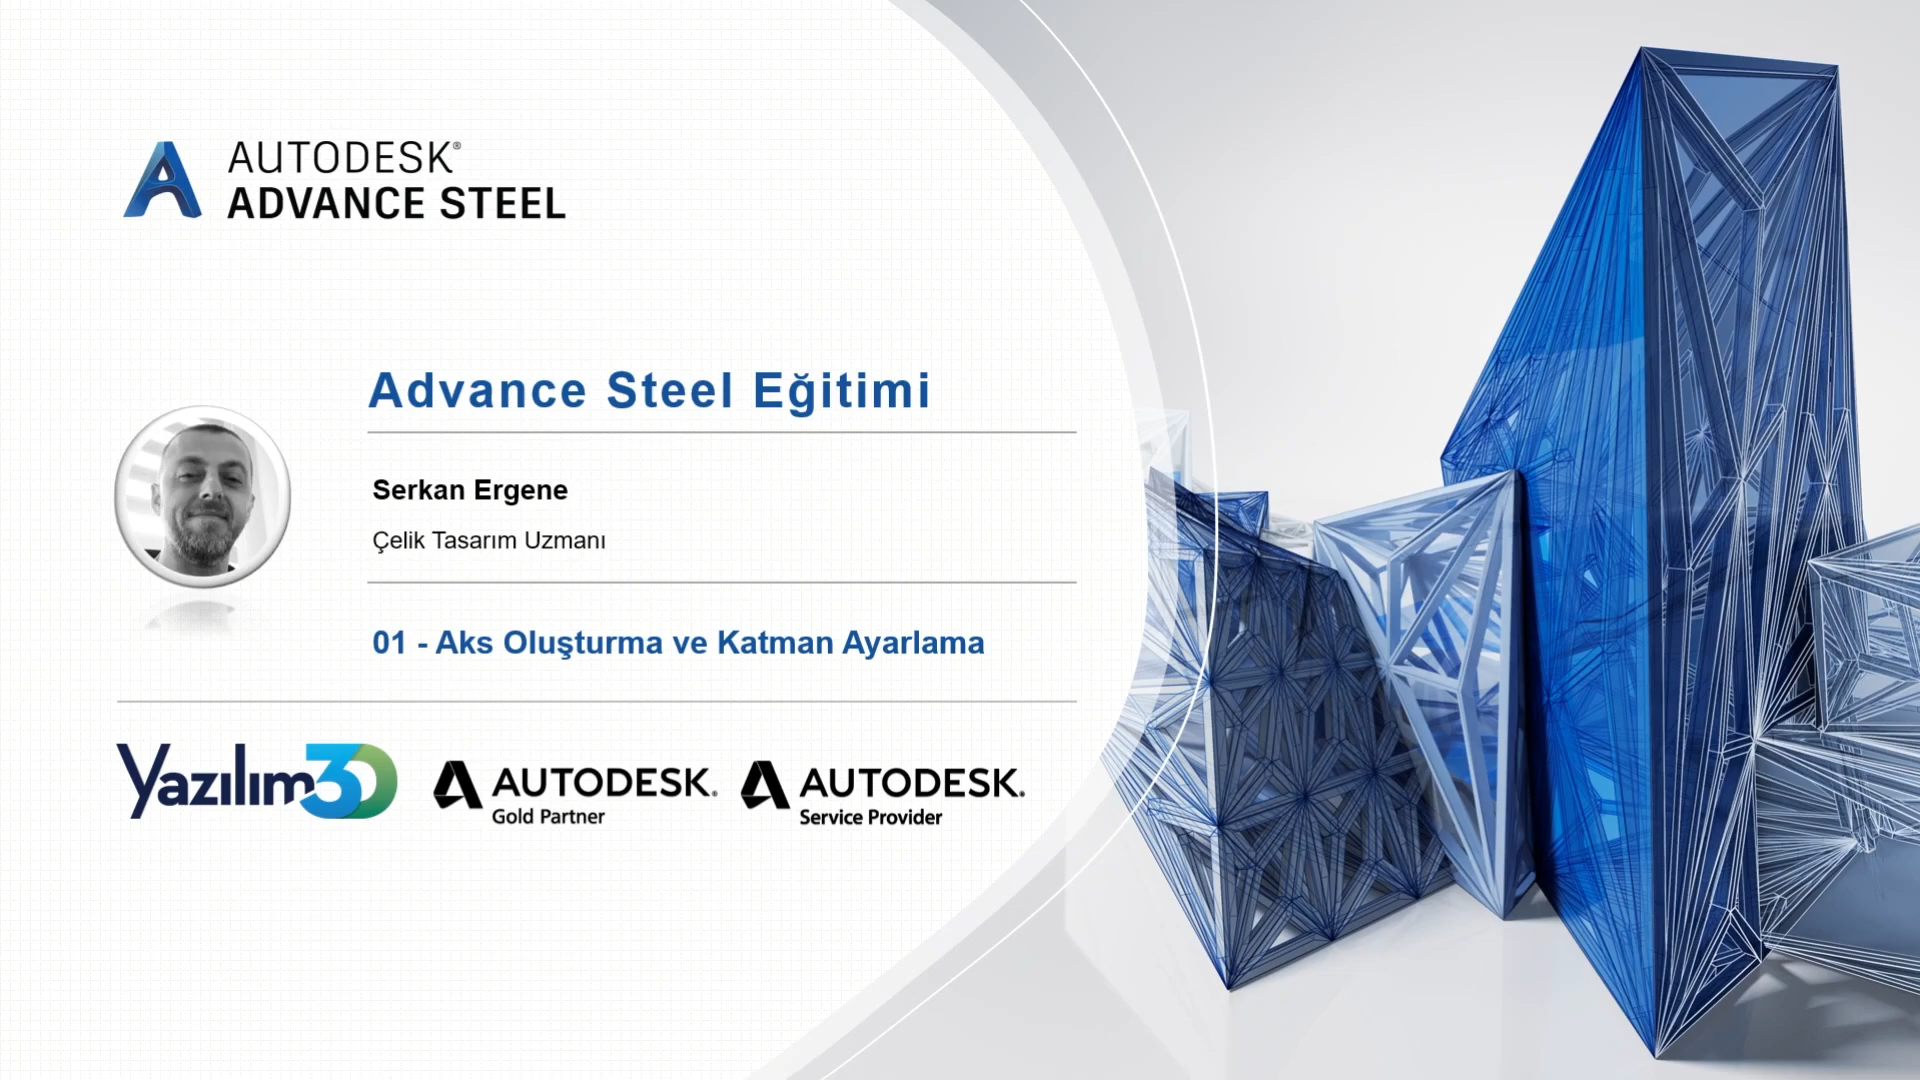 AUTODESK®
ADVANCE STEEL
Advance Steel Eğitimi
Serkan Ergene
Çelik Tasarım Uzmanı
01 - Aks Oluşturma ve Katman Ayarlama
Yazılım3D
AUTODESK.
Gold Partner
AUTODESK.
Service Provider